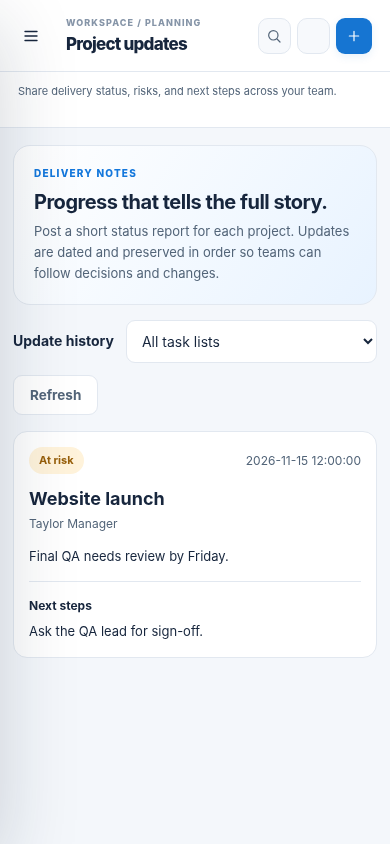 WORKSPACE / PLANNING
Project updates
Share delivery status, risks, and next steps across your team.
DELIVERY NOTES
Progress that tells the full story.
Post a short status report for each project. Updates
are dated and preserved in order so teams can
follow decisions and changes.
Update history
All task lists
Refresh
At risk
2026-11-15 12:00:00
Website launch
Taylor Manager
Final QA needs review by Friday.
Next steps
Ask the QA lead for sign-off.